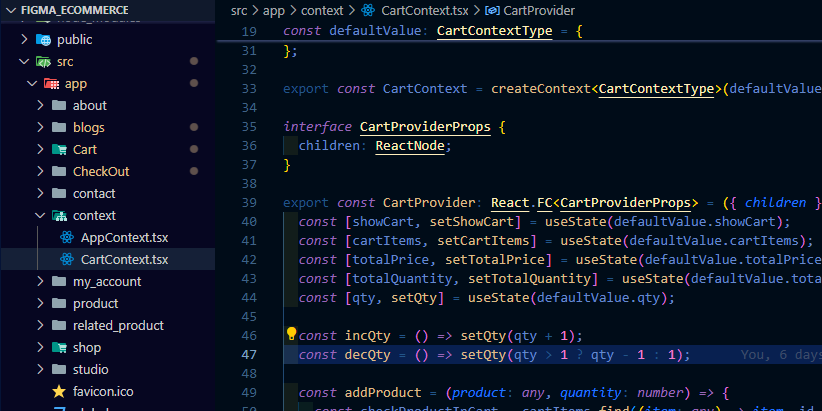 FIGMA_ECOMMERCE
public
src
app
about
blogs
Cart
CheckOut
contact
context
AppContext.tsx
CartContext.tsx
my_account
product
related_product
shop
studio
favicon.ico
src > app > context > CartContext.tsx > CartProvider
19 const defaultValue: CartContextType = {
31 };
32
33 export const CartContext = createContext<CartContextType>(defaultValue
34
35 interface CartProviderProps {
36 children: ReactNode;
37 }
38
39 export const CartProvider: React.FC<CartProviderProps> = ({ children }
40 const [showCart, setShowCart] = useState(defaultValue.showCart);
41 const [cartItems, setCartItems] = useState(defaultValue.cartItems);
42 const [totalPrice, setTotalPrice] = useState(defaultValue.totalPrice
43 const [totalQuantity, setTotalQuantity] = useState(defaultValue.tota
44 const [qty, setQty] = useState(defaultValue.qty);
45
46 const incQty = () => setQty(qty + 1);
47 const decQty = () => setQty(qty > 1 ? qty - 1 : 1); You, 6 days
48
49 const addProduct = (product: any, quantity: number) => {